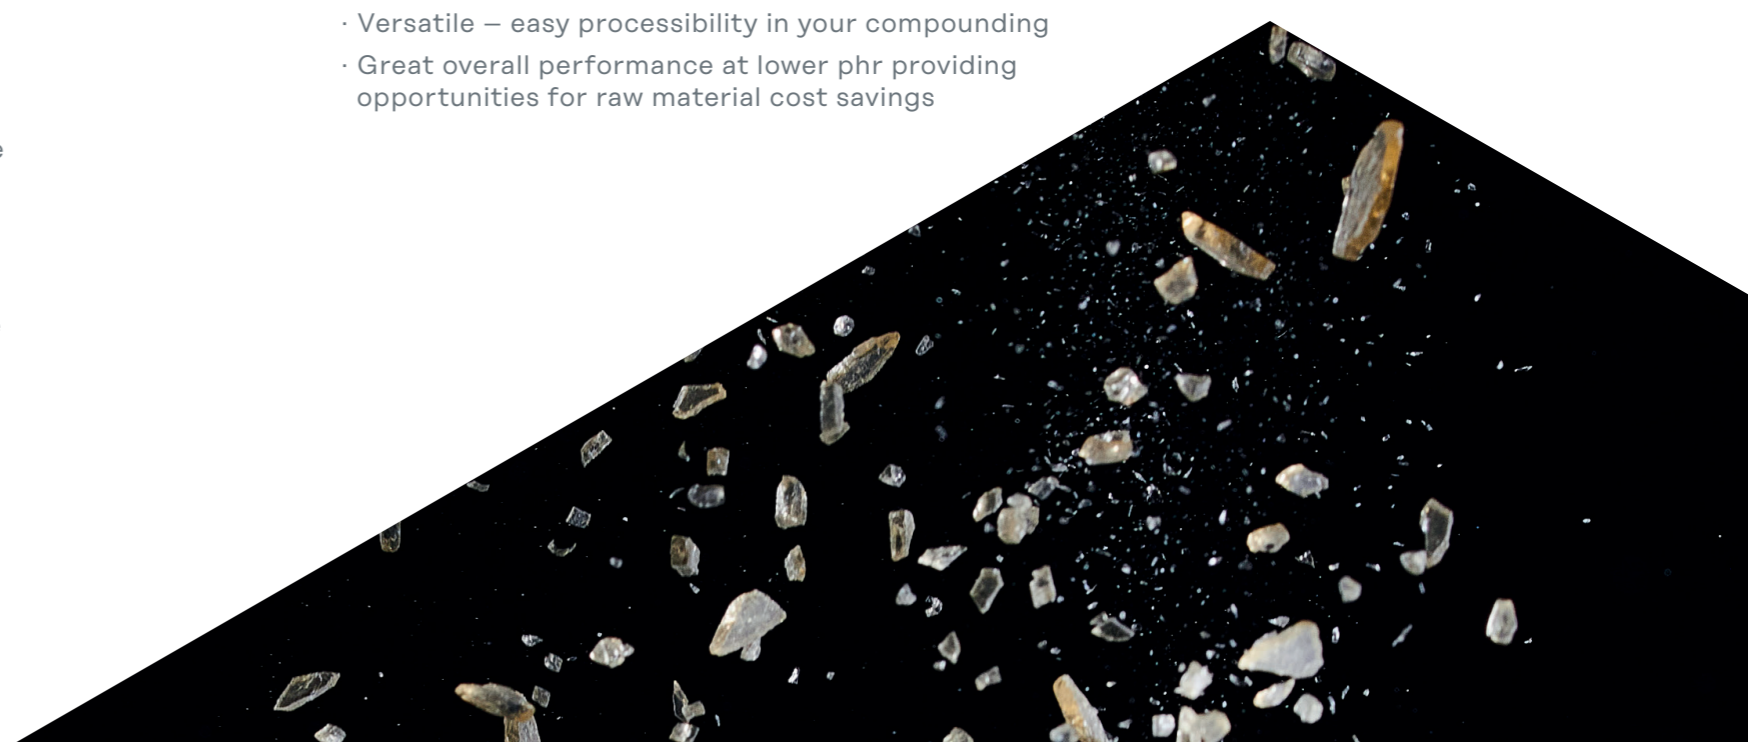 · Versatile – easy processibility in your compounding
· Great overall performance at lower phr providing
opportunities for raw material cost savings
e